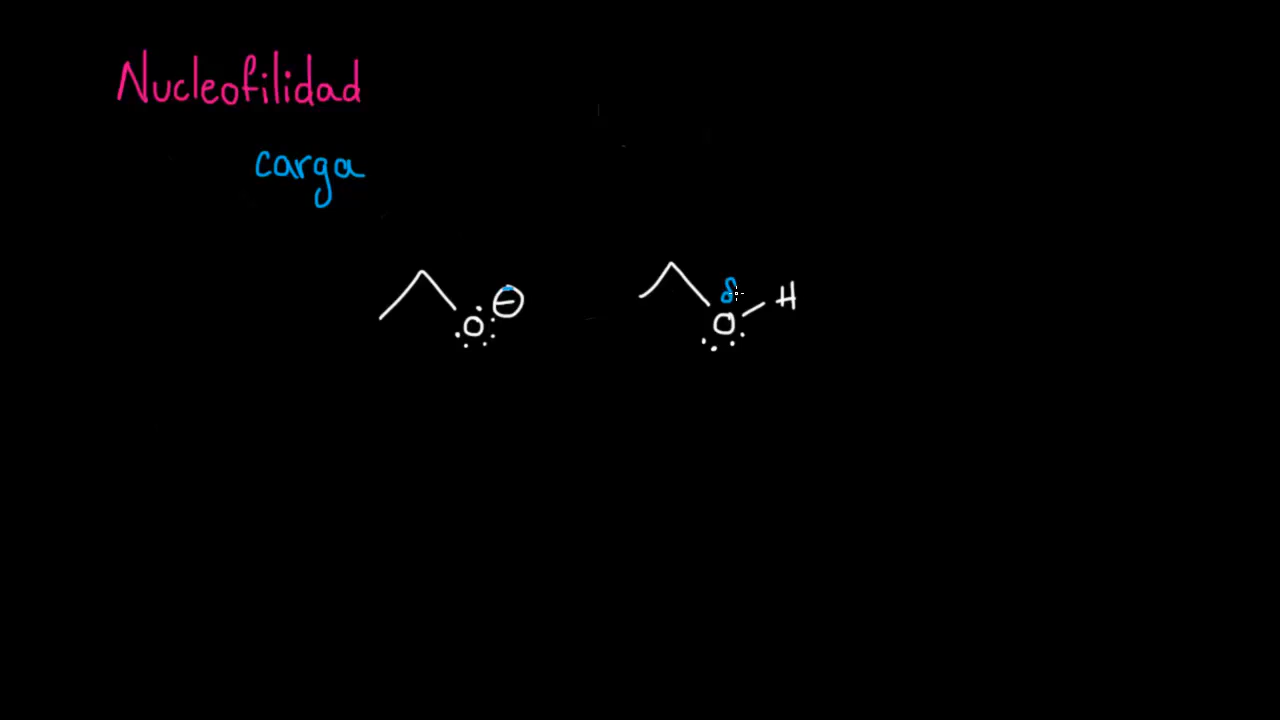 Nucleofilidad
carga
O ⊖
δ
O H